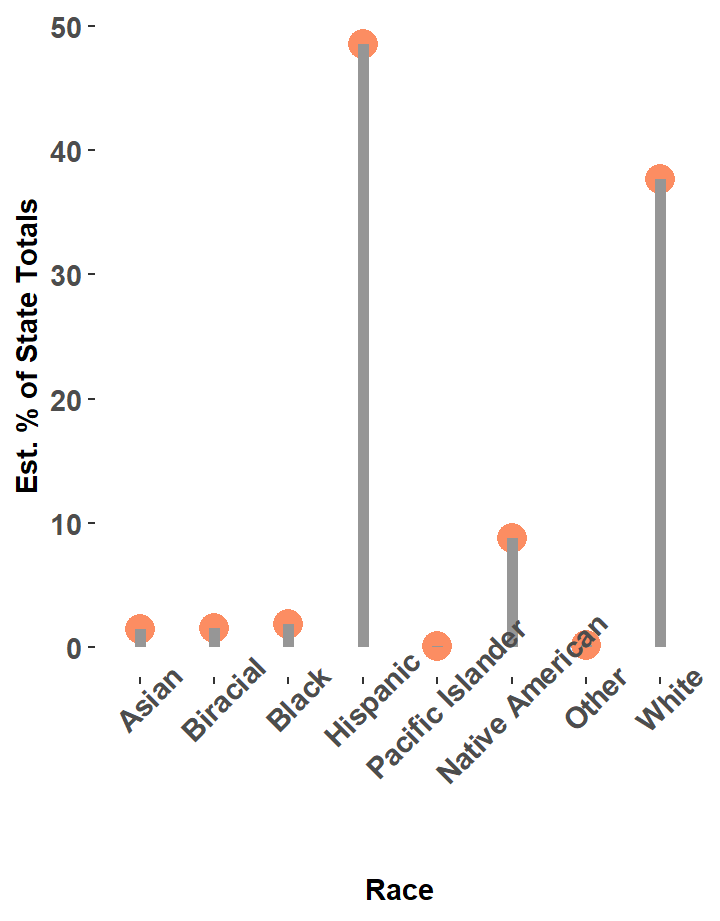 50
40
30
20
10
0
Est. % of State Totals
Asian
Biracial
Black
Hispanic
Pacific Islander
Native American
Other
White
Race